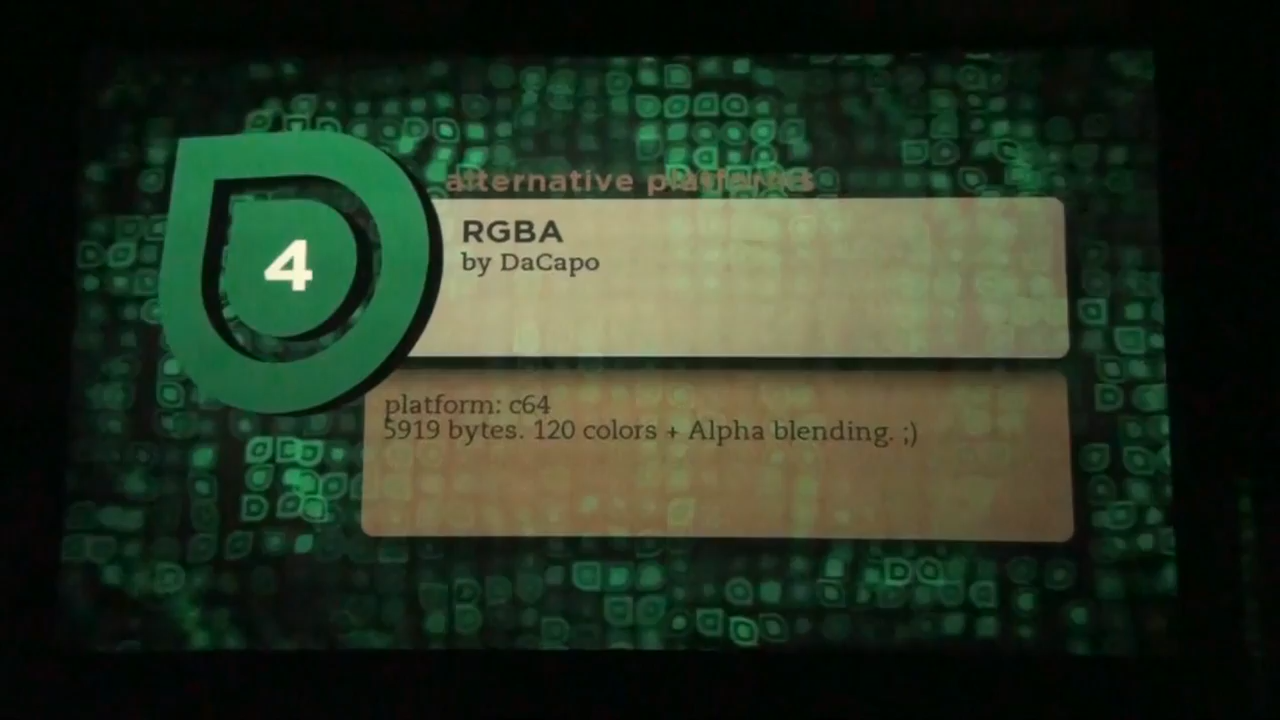 alternative platforms
4
RGBA
by DaCapo
platform: c64
5919 bytes. 120 colors + Alpha blending. ;)